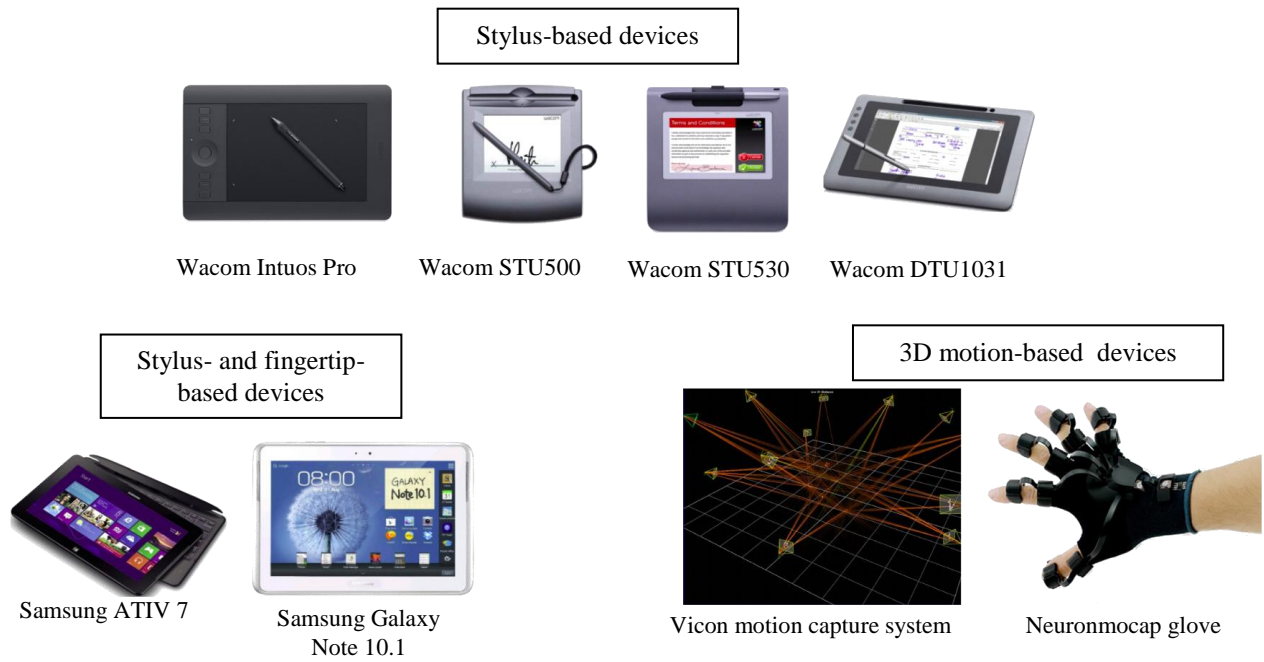 Stylus-based devices
Terms and Conditions
Wacom Intuos Pro
Wacom STU500
Wacom STU530
Wacom DTU1031
Stylus- and fingertip-
based devices
3D motion-based devices
08:00
GALAXY
Note 10.1
Samsung ATIV 7
Samsung Galaxy
Note 10.1
Vicon motion capture system
Neuronmocap glove